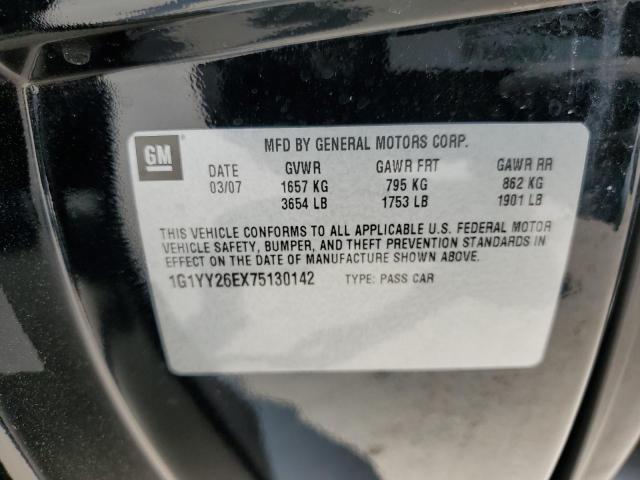 GM
MFD BY GENERAL MOTORS CORP.
DATE GVWR GAWR FRT GAWR RR
03/07 1657 KG 795 KG 862 KG
3654 LB 1753 LB 1901 LB
THIS VEHICLE CONFORMS TO ALL APPLICABLE U.S. FEDERAL MOTOR
VEHICLE SAFETY, BUMPER, AND THEFT PREVENTION STANDARDS IN
EFFECT ON THE DATE OF MANUFACTURE SHOWN ABOVE.
1G1YY26EX75130142 TYPE: PASS CAR